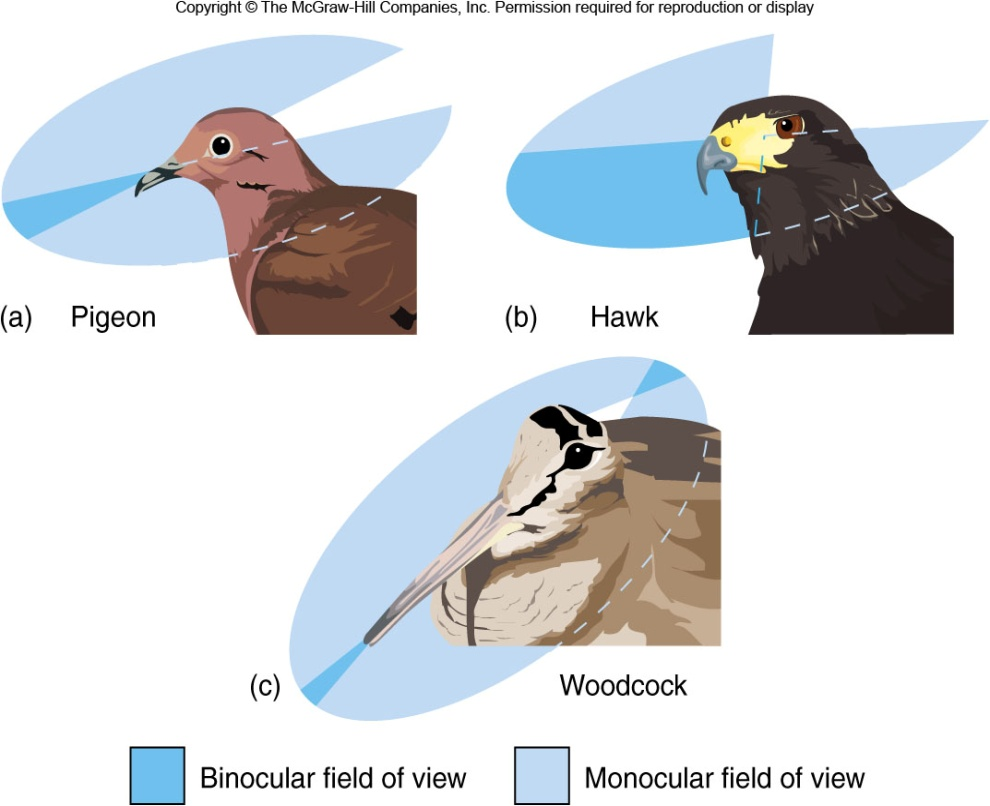 Copyright © The McGraw-Hill Companies, Inc. Permission required for reproduction or display
(a) Pigeon
(b) Hawk
(c) Woodcock
Binocular field of view
Monocular field of view